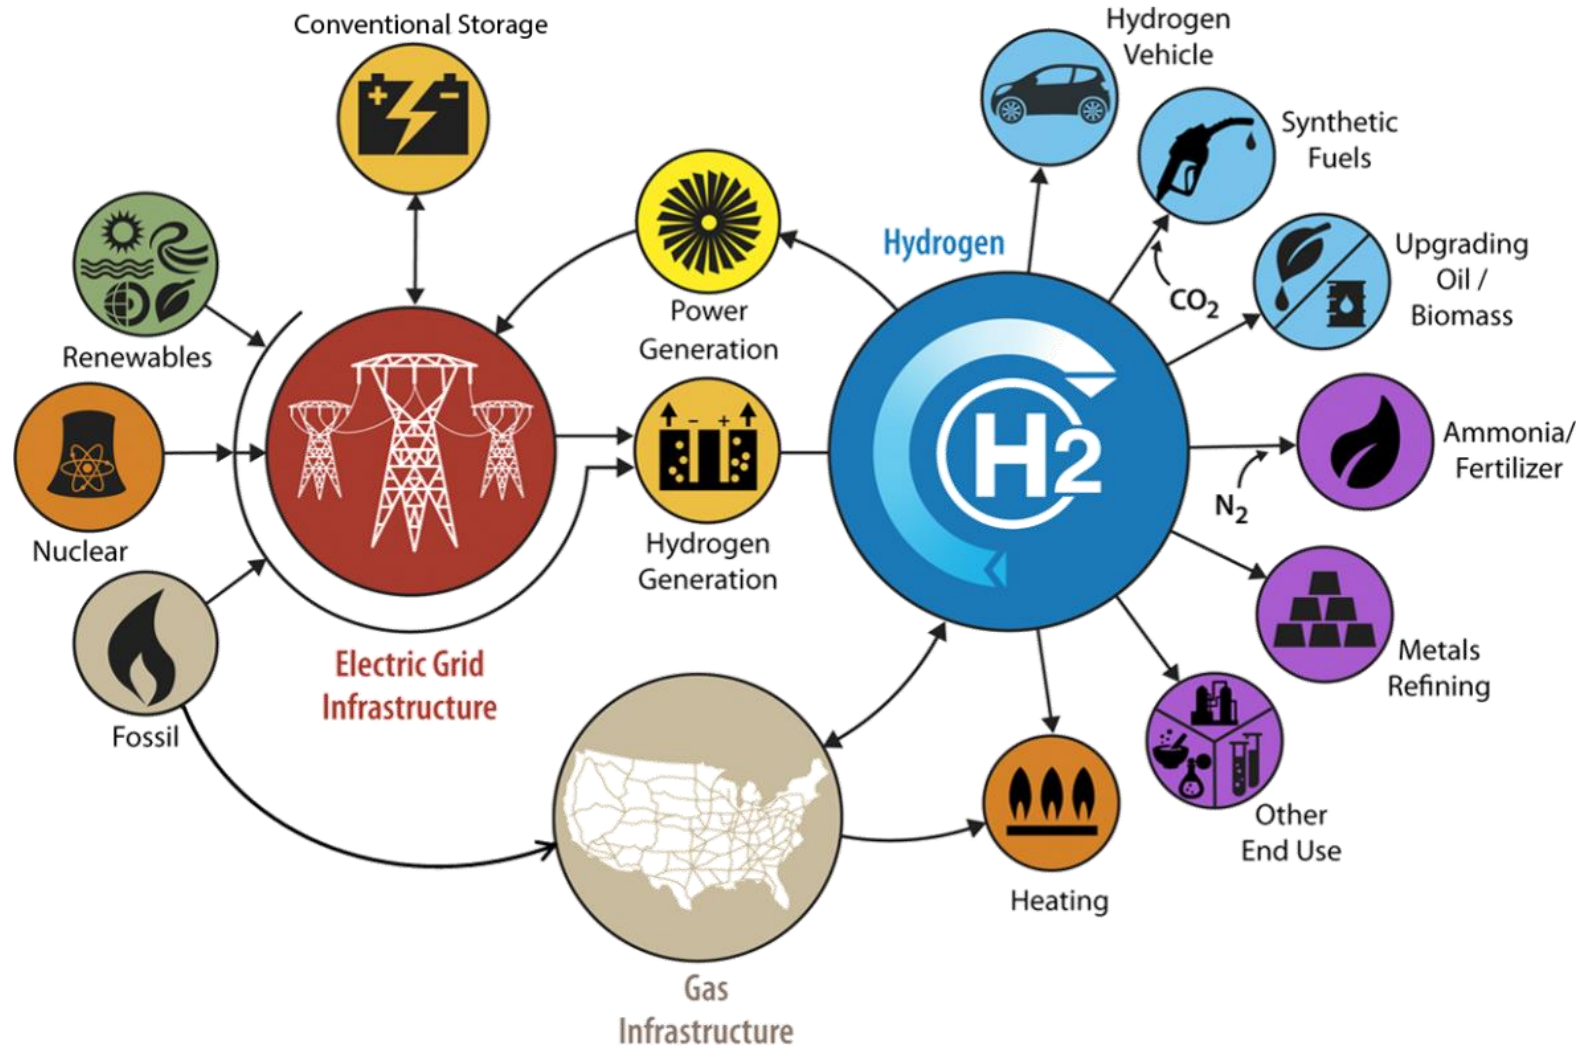 Conventional Storage
Hydrogen
Vehicle
Synthetic
Fuels
Renewables
Power
Generation
Hydrogen
CO₂
Upgrading
Oil /
Biomass
Nuclear
+ -
- +
H2
N₂
Ammonia/
Fertilizer
Hydrogen
Generation
Fossil
Electric Grid
Infrastructure
Metals
Refining
Other
End Use
Heating
Gas
Infrastructure